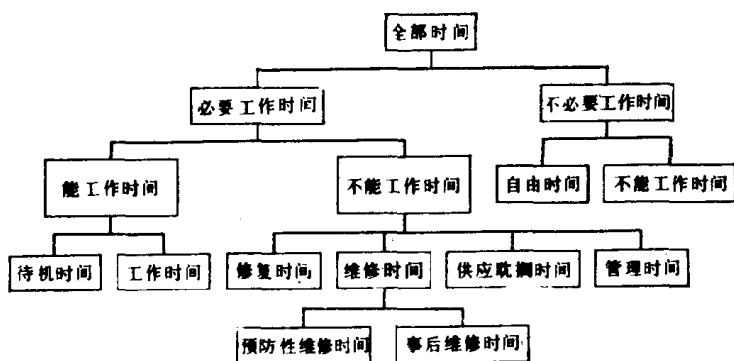 全部时间
必要工作时间
不必要工作时间
能工作时间
不能工作时间
自由时间
不能工作时间
待机时间
工作时间
修复时间
维修时间
供应耽搁时间
管理时间
预防性维修时间
事后维修时间